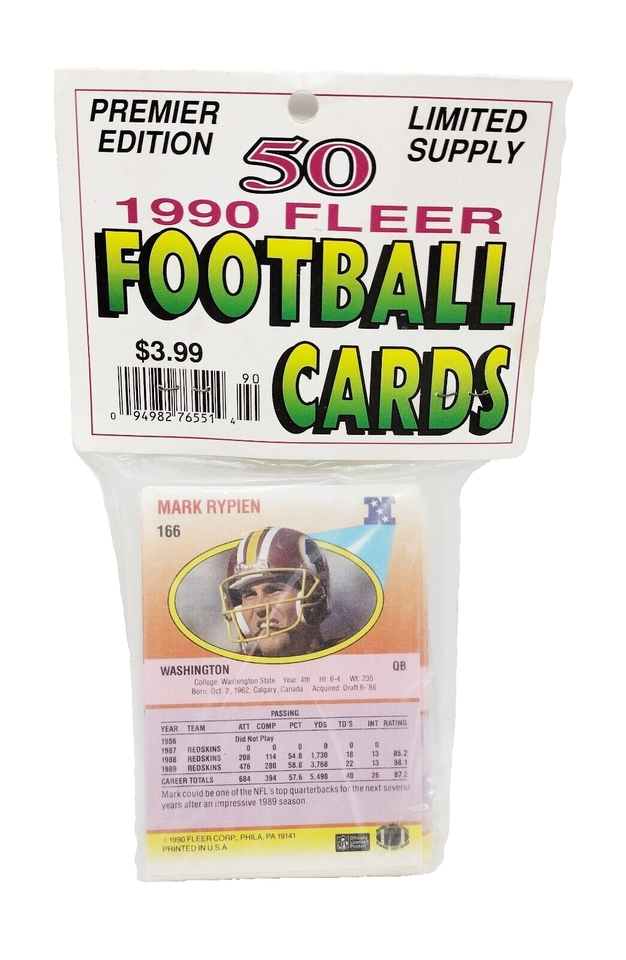 PREMIER EDITION
LIMITED SUPPLY
50
1990 FLEER
FOOTBALL
CARDS
$3.99
90
0 94982 76551 4
MARK RYPIEN
166
WASHINGTON QB
College: Washington State Year: 4th Ht: 6-4 Wt: 235
Born: Oct. 2, 1962, Calgary, Canada Acquired: Draft 6-'86
PASSING
YEAR TEAM ATT COMP PCT YDS TD'S INT RATING
1986 Did Not Play
1987 REDSKINS 0 0 0 0 0
1988 REDSKINS 208 114 54.8 1,730 18 13 85.2
1989 REDSKINS 476 280 58.8 3,768 22 13 88.1
CAREER TOTALS 684 394 57.6 5,498 40 26 87.2
Mark could be one of the NFL's top quarterbacks for the next several
years after an impressive 1989 season.
©1990 FLEER CORP., PHILA, PA 19141
PRINTED IN U.S.A.
NFL
Officially
Licensed
Product